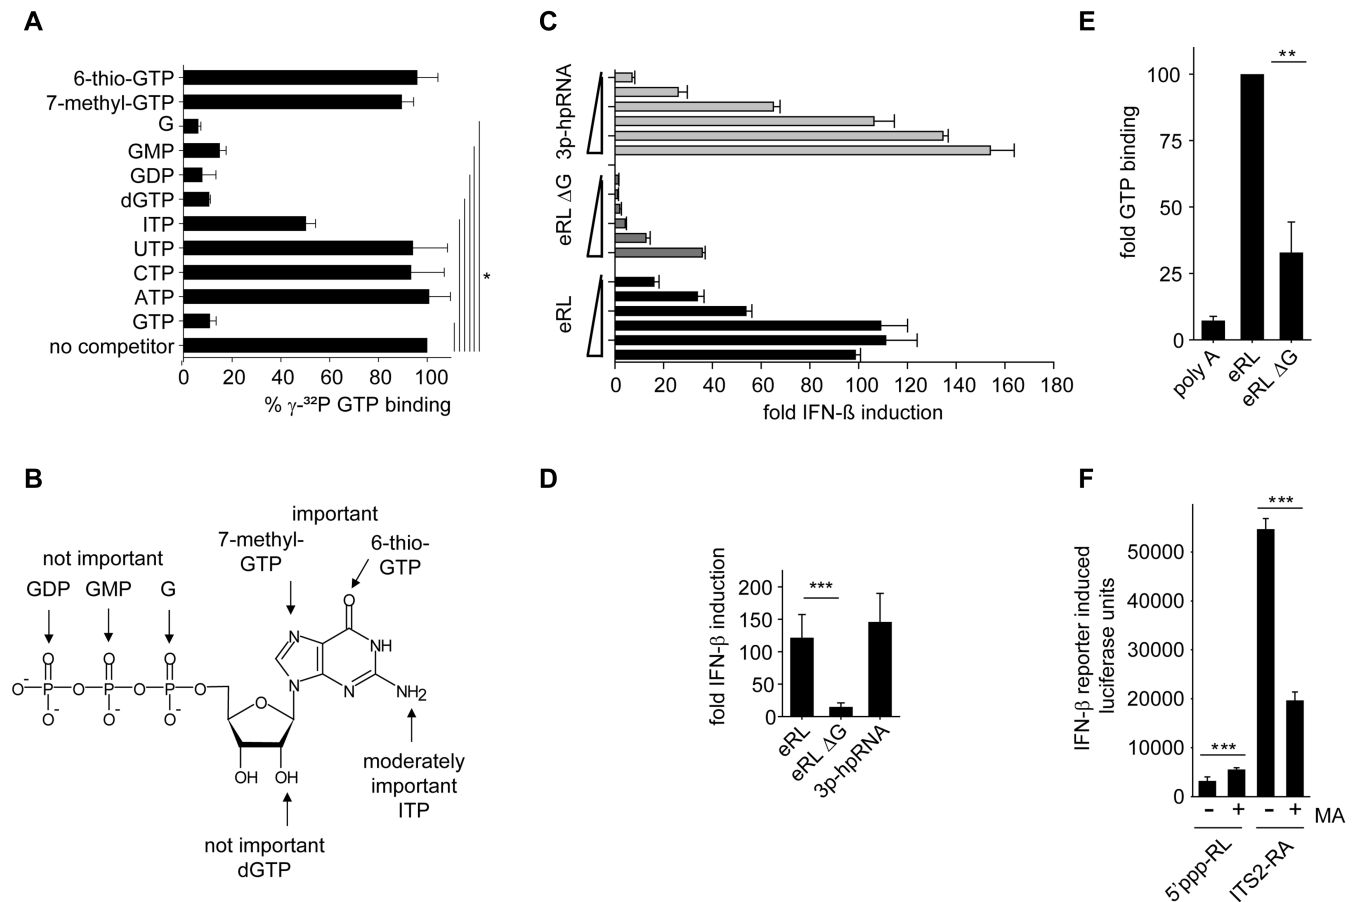 A
6-thio-GTP
7-methyl-GTP
G
GMP
GDP
dGTP
ITP
UTP
CTP
ATP
GTP
no competitor
*
0 20 40 60 80 100
% γ-³²P GTP binding
B
important
7-methyl-
GTP
6-thio-
GTP
not important
GDP GMP G
O
N
NH
N
N
NH2
O O O
O- P O P O P O
O- O- O-
O
OH OH
moderately
important
ITP
not important
dGTP
C
3p-hpRNA
eRL ΔG
eRL
0 20 40 60 80 100 120 140 160 180
fold IFN-ß induction
D
fold IFN-β induction
200
150
100
50
0
***
eRL
eRL ΔG
3p-hpRNA
E
fold GTP binding
100
75
50
25
0
**
poly A
eRL
eRL ΔG
F
IFN-β reporter induced
luciferase units
50000
40000
30000
20000
10000
0
***
***
- + - + MA
5'ppp-RL
ITS2-RA